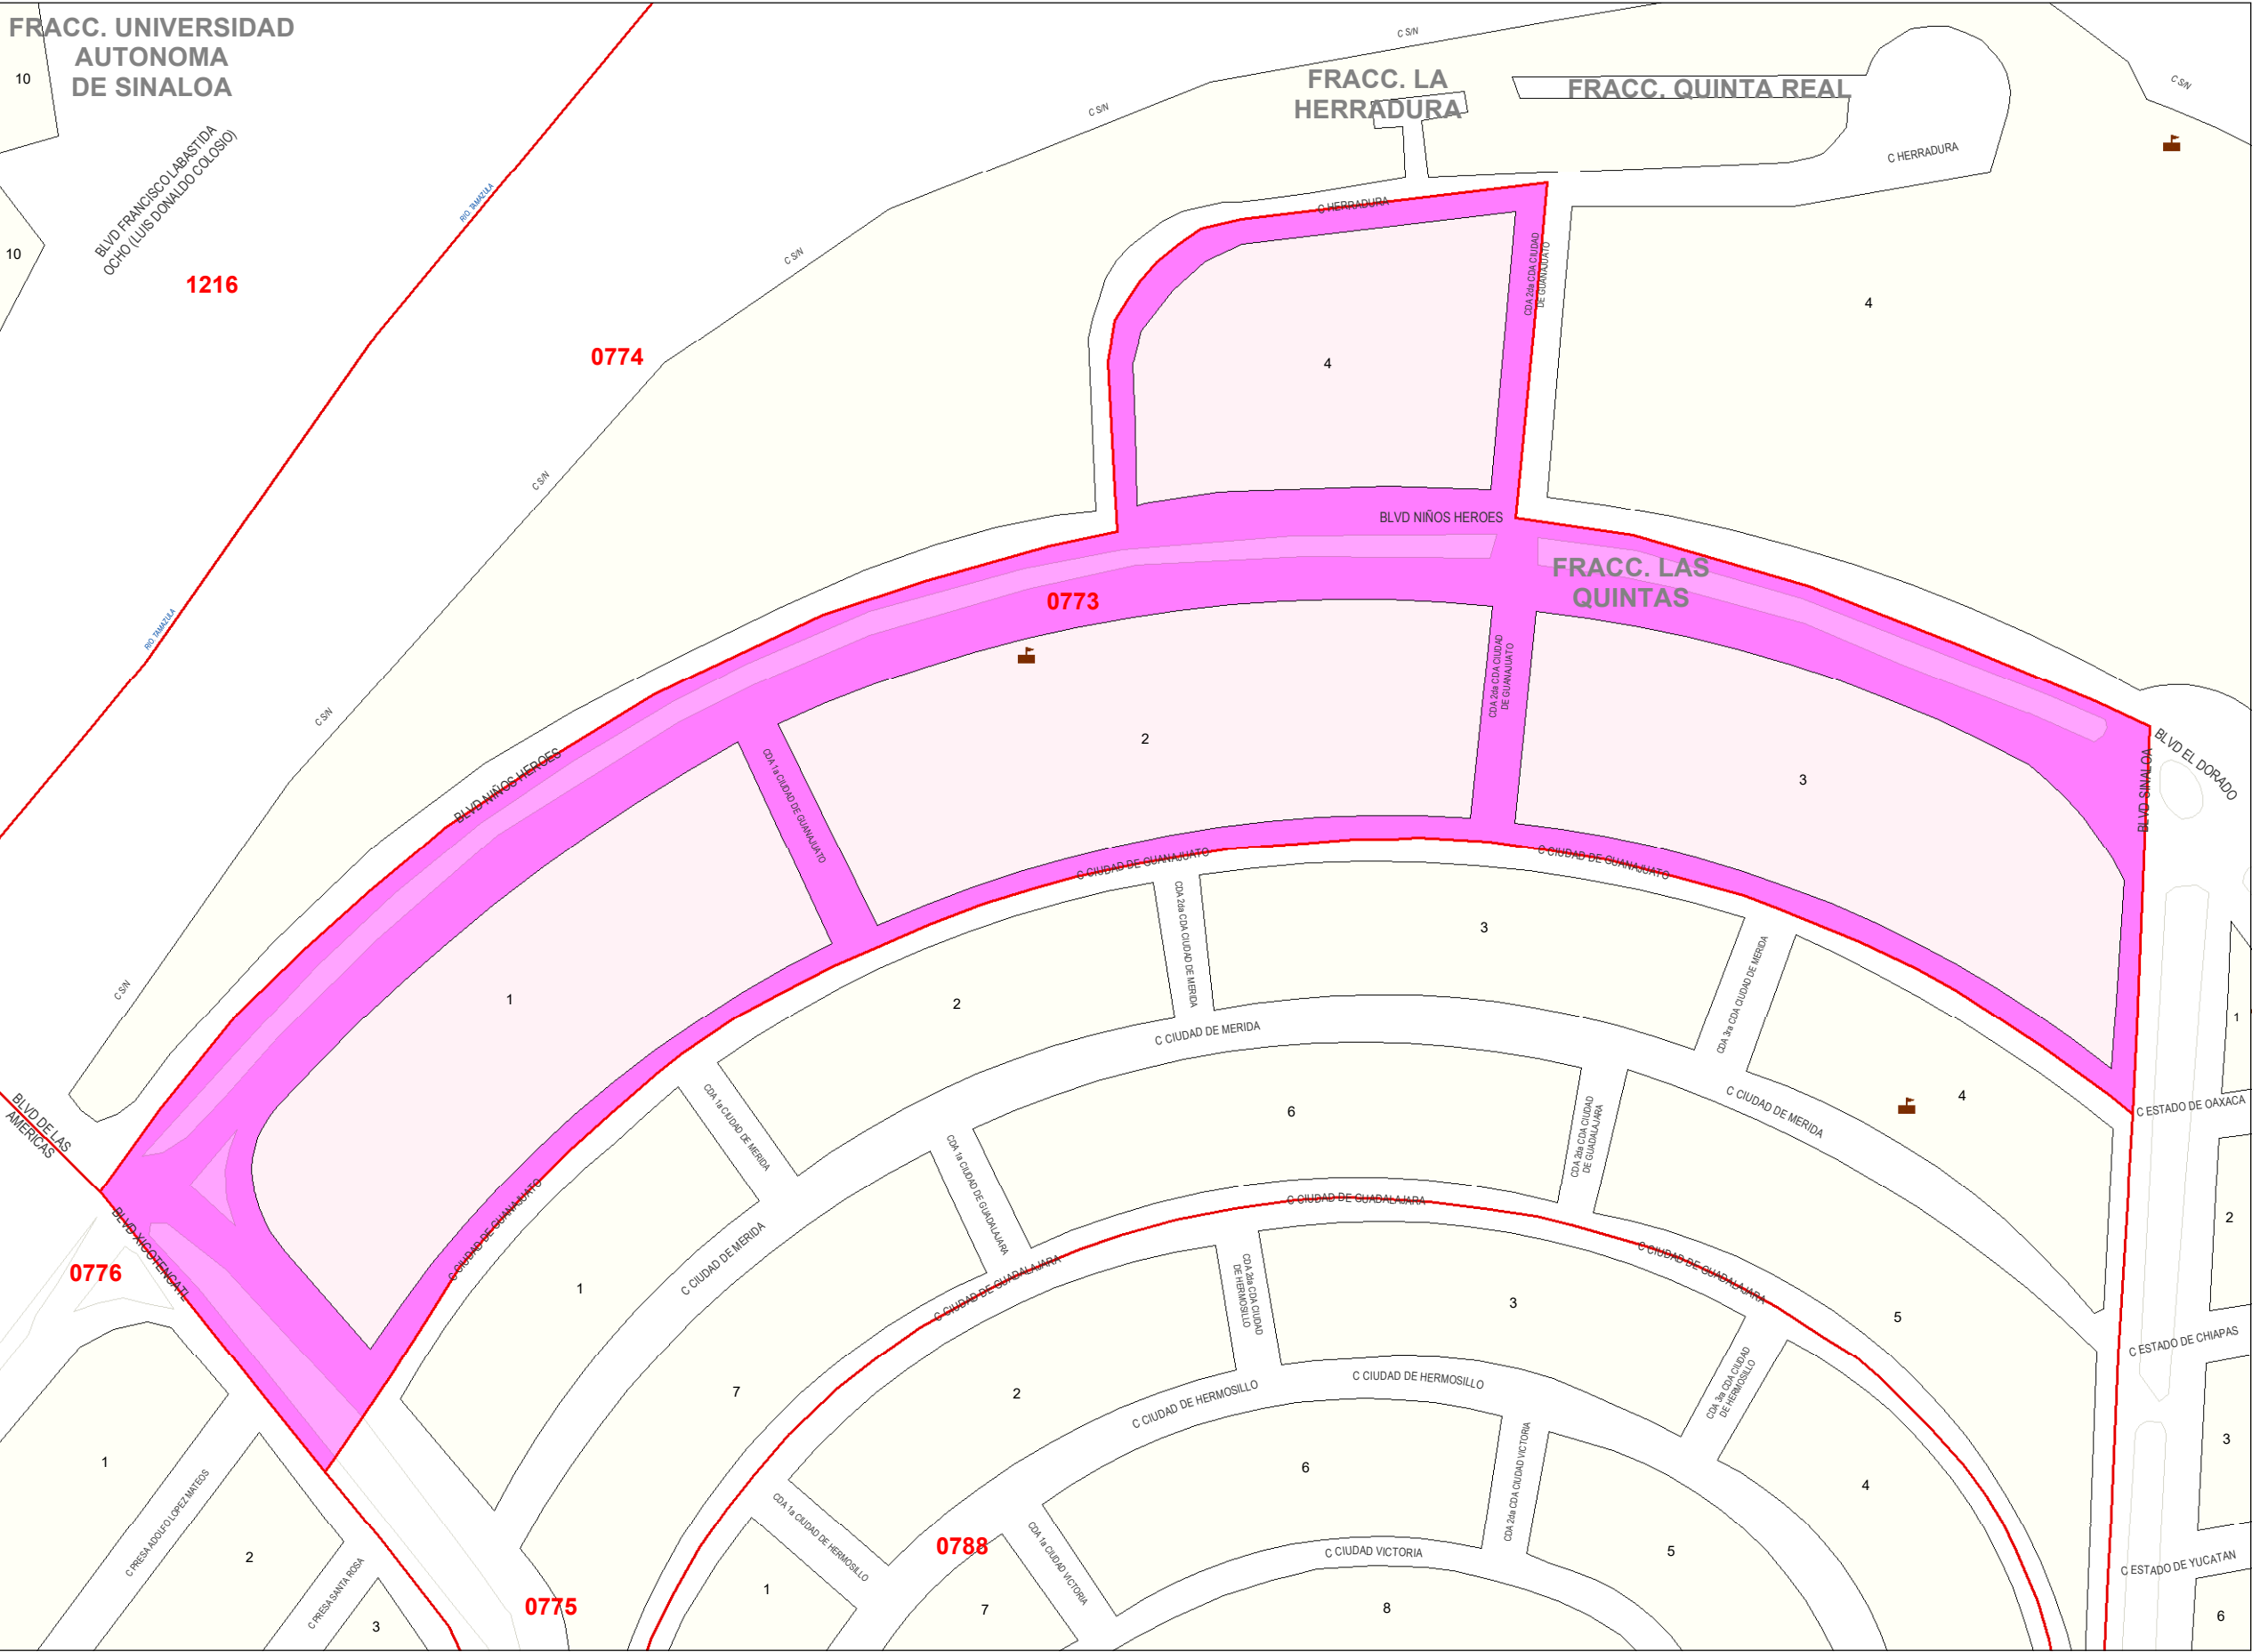 FRACC. UNIVERSIDAD
AUTONOMA
DE SINALOA
10
10
BLVD FRANCISCO LABASTIDA
OCHO (LUIS DONALDO COLOSIO)
1216
RIO TAMAZULA
RIO TAMAZULA
0774
C S/N
C S/N
C S/N
C S/N
C S/N
C S/N
C S/N
FRACC. LA
HERRADURA
FRACC. QUINTA REAL
C HERRADURA
C HERRADURA
CDA 2da CDA CIUDAD
DE GUANAJUATO
4
4
BLVD NIÑOS HEROES
FRACC. LAS
QUINTAS
0773
CDA 2da CDA CIUDAD
DE GUANAJUATO
2
3
BLVD NIÑOS HEROES
CDA 1a CIUDAD DE GUANAJUATO
BLVD EL DORADO
BLVD SINALOA
C CIUDAD DE GUANAJUATO
C CIUDAD DE GUANAJUATO
1
2
CDA 2da CDA CIUDAD DE MERIDA
3
CDA 3ra CDA CIUDAD DE MERIDA
C CIUDAD DE MERIDA
1
4
C CIUDAD DE MERIDA
C ESTADO DE OAXACA
BLVD DE LAS
AMERICAS
CDA 1a CIUDAD DE MERIDA
6
CDA 2da CDA CIUDAD
DE GUADALAJARA
CDA 1a CIUDAD DE GUADALAJARA
C CIUDAD DE GUADALAJARA
2
BLVD XICOTENCATL
C CIUDAD DE GUANAJUATO
C CIUDAD DE MERIDA
0776
1
C CIUDAD DE GUADALAJARA
CDA 2da CDA CIUDAD
DE HERMOSILLO
C CIUDAD DE GUADALAJARA
3
5
C ESTADO DE CHIAPAS
7
2
C CIUDAD DE HERMOSILLO
C CIUDAD DE HERMOSILLO
CDA 3ra CDA CIUDAD
DE HERMOSILLO
1
C PRESA ADOLFO LOPEZ MATEOS
6
CDA 2da CDA CIUDAD VICTORIA
4
3
CDA 1a CIUDAD DE HERMOSILLO
0788
CDA 1a CIUDAD VICTORIA
C CIUDAD VICTORIA
5
C ESTADO DE YUCATAN
2
C PRESA SANTA ROSA
3
0775
1
7
8
6